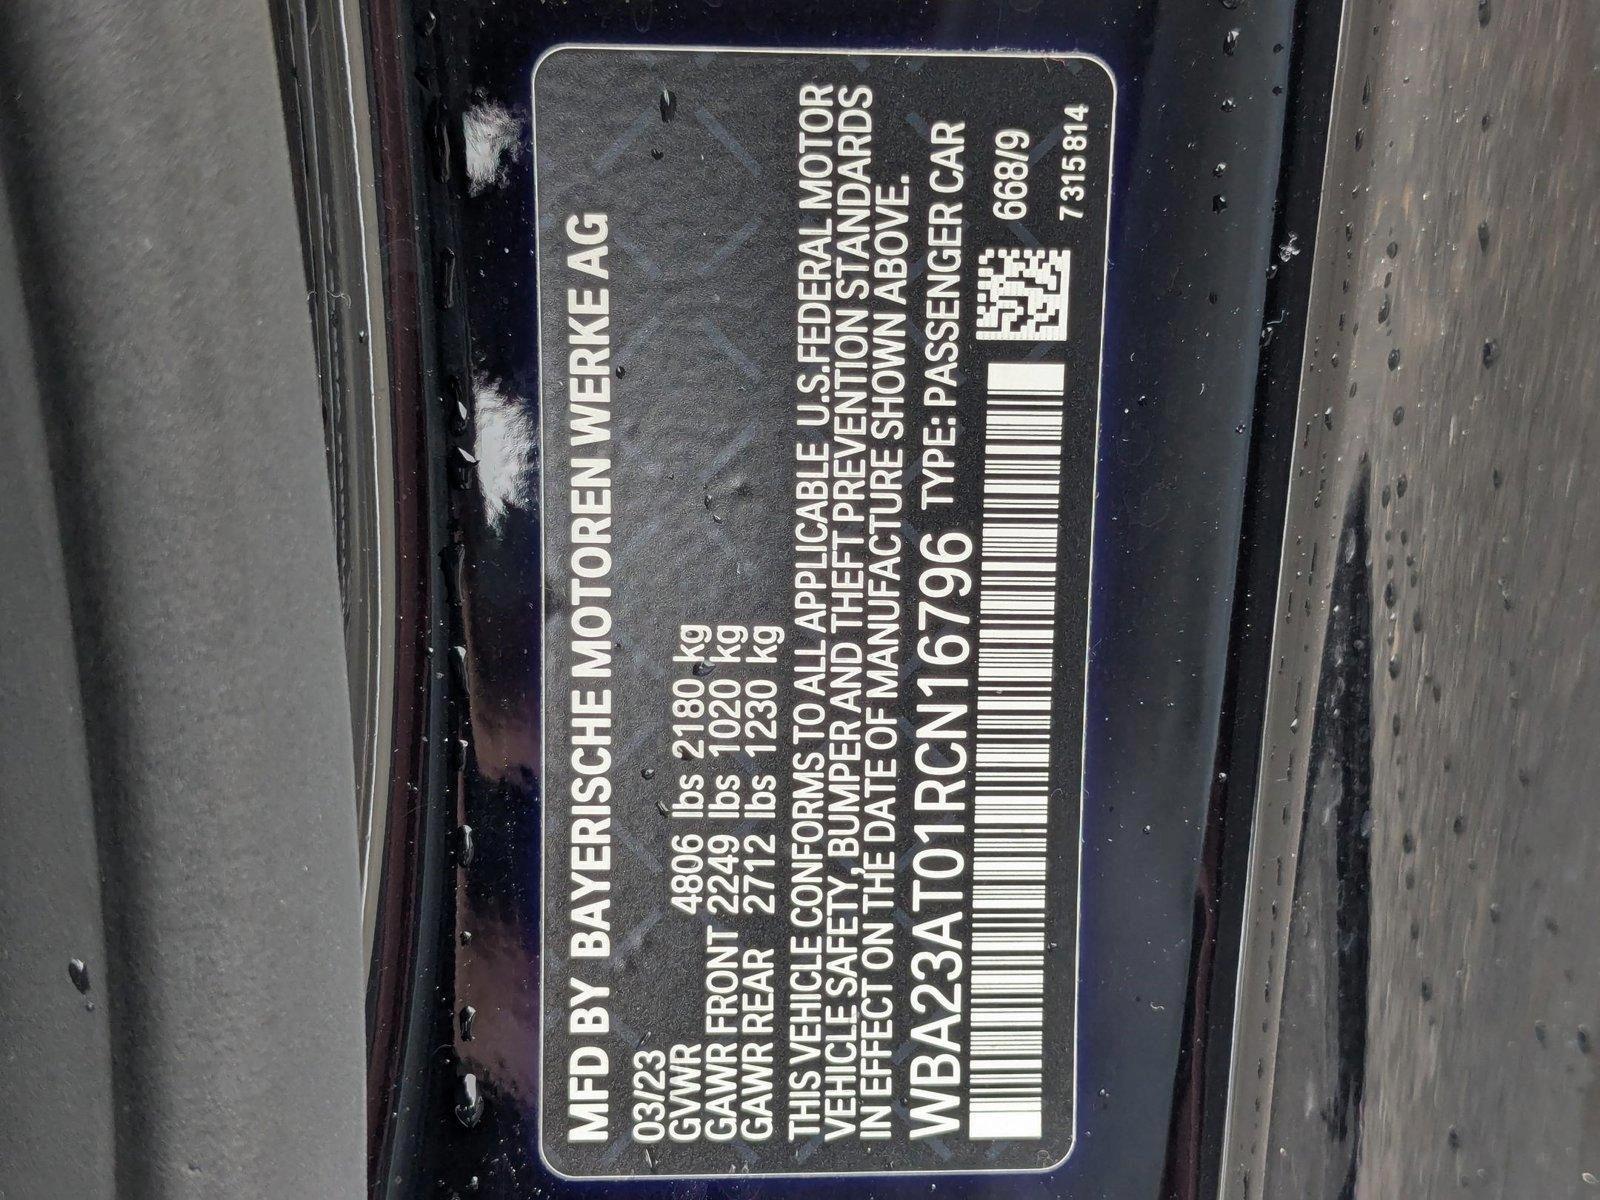 MFD BY BAYERISCHE MOTOREN WERKE AG
03/23
GVWR 4806 lbs 2180 kg
GAWR FRONT 2249 lbs 1020 kg
GAWR REAR 2712 lbs 1230 kg
THIS VEHICLE CONFORMS TO ALL APPLICABLE U.S.FEDERAL MOTOR
VEHICLE SAFETY, BUMPER AND THEFT PREVENTION STANDARDS
IN EFFECT ON THE DATE OF MANUFACTURE SHOWN ABOVE.
WBA23AT01RCN16796 TYPE: PASSENGER CAR
668/9
7315814